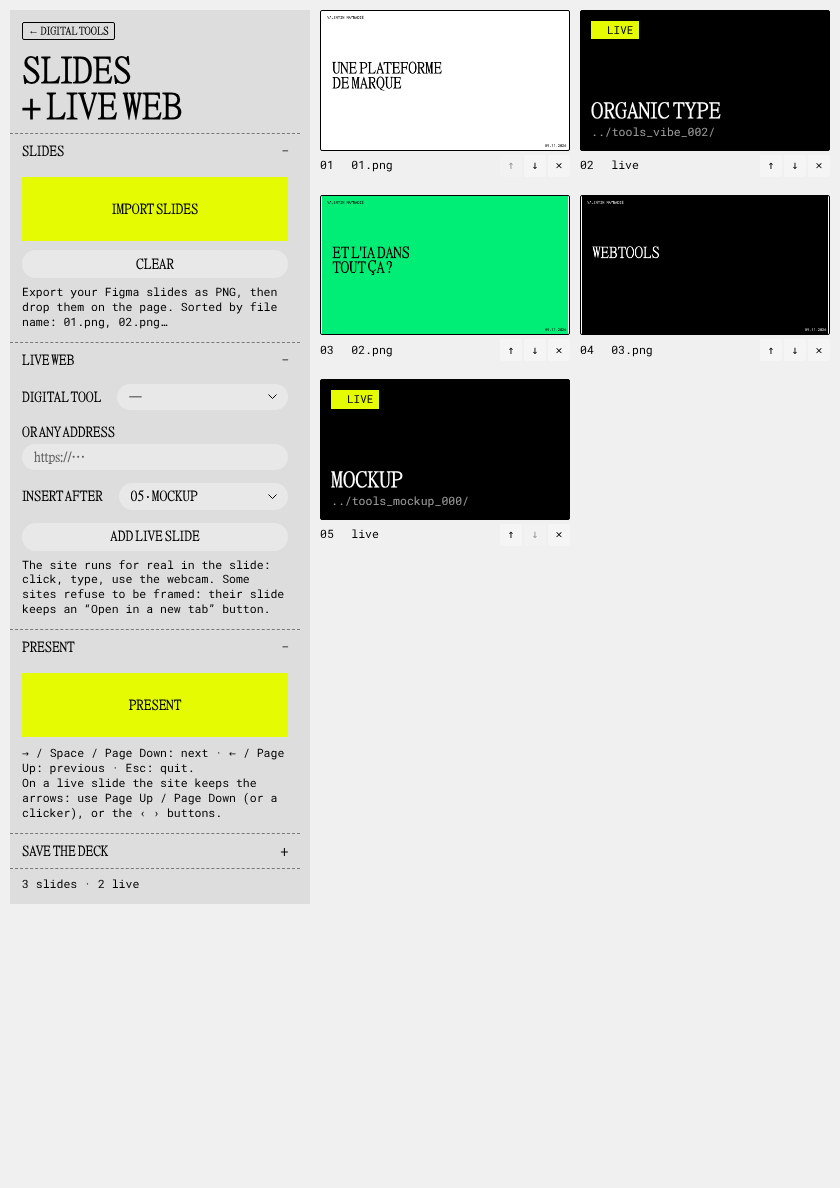 ← DIGITAL TOOLS
SLIDES
+ LIVE WEB
SLIDES –
IMPORT SLIDES
CLEAR
Export your Figma slides as PNG, then
drop them on the page. Sorted by file
name: 01.png, 02.png…
LIVE WEB –
DIGITAL TOOL —
OR ANY ADDRESS
https://···
INSERT AFTER 05 · MOCKUP
ADD LIVE SLIDE
The site runs for real in the slide:
click, type, use the webcam. Some
sites refuse to be framed: their slide
keeps an “Open in a new tab” button.
PRESENT –
PRESENT
→ / Space / Page Down: next · ← / Page
Up: previous · Esc: quit.
On a live slide the site keeps the
arrows: use Page Up / Page Down (or a
clicker), or the ‹ › buttons.
SAVE THE DECK +
3 slides · 2 live
UNE PLATEFORME
DE MARQUE
01 01.png ↑ ↓ ×
LIVE
ORGANIC TYPE
../tools_vibe_002/
02 live ↑ ↓ ×
ET L'IA DANS
TOUT ÇA ?
03 02.png ↑ ↓ ×
WEBTOOLS
04 03.png ↑ ↓ ×
LIVE
MOCKUP
../tools_mockup_000/
05 live ↑ ↓ ×